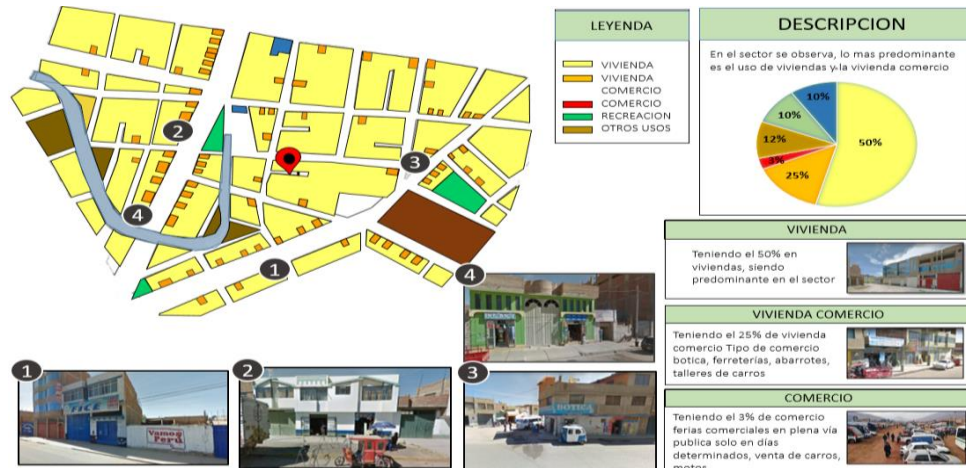 LEYENDA
VIVIENDA
VIVIENDA
COMERCIO
COMERCIO
RECREACION
OTROS USOS
DESCRIPCION
En el sector se observa, lo mas predominante
es el uso de viviendas y la vivienda comercio
10%
10%
12%
3%
25%
50%
2
3
4
1
4
VIVIENDA
Teniendo el 50% en
viviendas, siendo
predominante en el sector
VIVIENDA COMERCIO
Teniendo el 25% de vivienda
comercio Tipo de comercio
botica, ferreterías, abarrotes,
talleres de carros
COMERCIO
Teniendo el 3% de comercio
ferias comerciales en plena vía
publica solo en días
determinados, venta de carros,
motos
1
Vamos
Perú
2
3
BOTICA